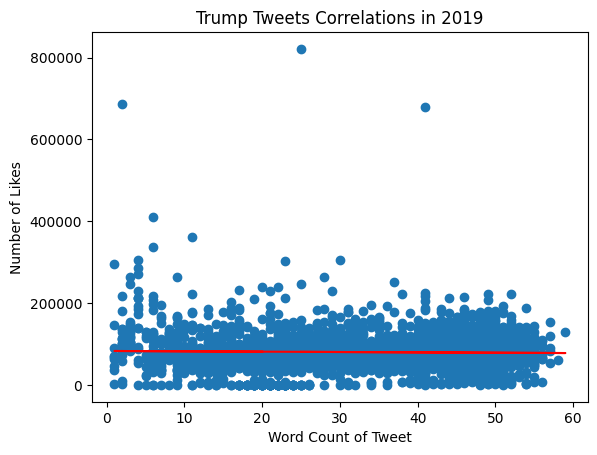 Trump Tweets Correlations in 2019
800000
600000
400000
200000
0
Number of Likes
0 10 20 30 40 50 60
Word Count of Tweet